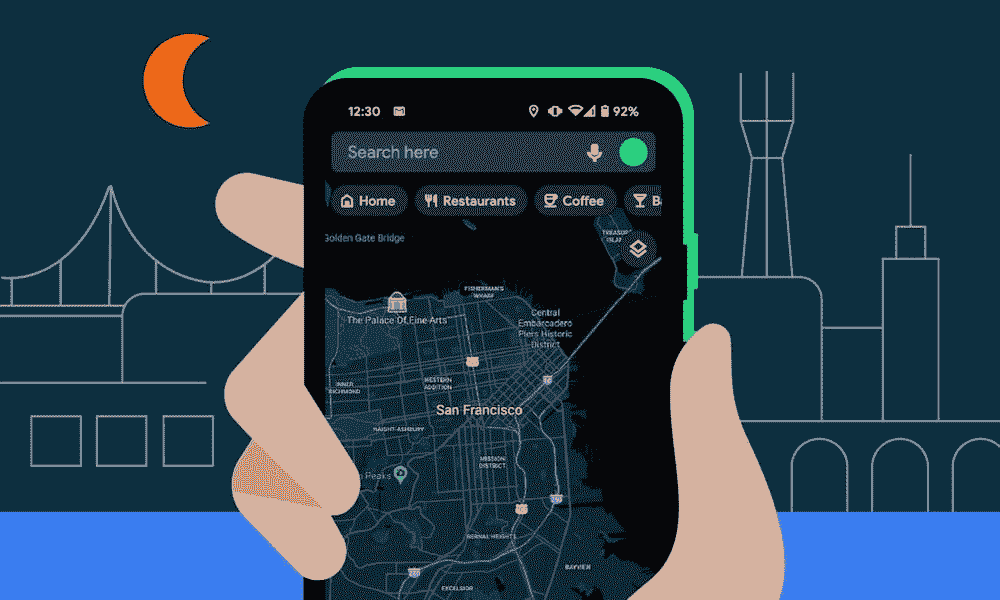 12:30
92%
Search here
Home
Restaurants
Coffee
Golden Gate Bridge
TREASURE
ISLAND
FISHERMAN'S
WHARF
The Palace Of Fine Arts
Central
Embarcadero
Piers Historic
District
INNER
RICHMOND
WESTERN
ADDITION
San Francisco
HAIGHT-ASHBURY
MISSION
DISTRICT
Peaks
BERNAL HEIGHTS
BAYVIEW
EXCELSIOR